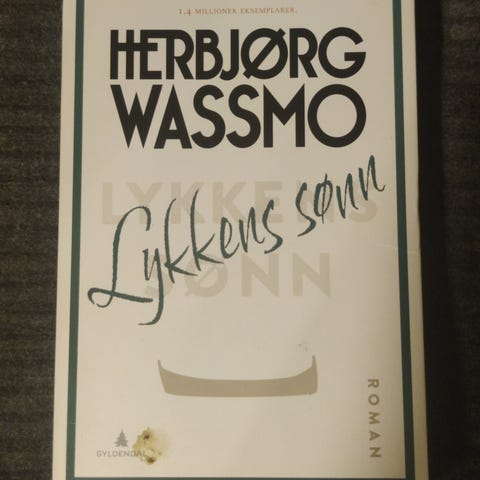 1,4 MILLIONER EKSEMPLARER.
HERBJØRG
WASSMO
LYKKENS
SØNN
Lykkens sønn
ROMAN
GYLDENDAL